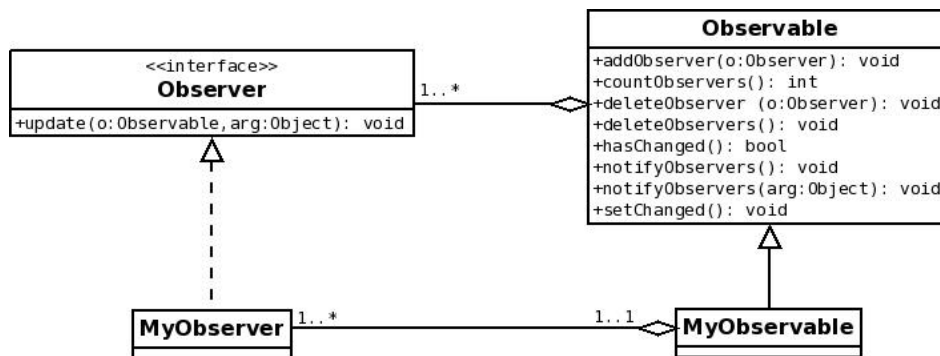 <<interface>>
Observer
+update(o:Observable,arg:Object): void
1..*
Observable
+addObserver(o:Observer): void
+countObservers(): int
+deleteObserver (o:Observer): void
+deleteObservers(): void
+hasChanged(): bool
+notifyObservers(): void
+notifyObservers(arg:Object): void
+setChanged(): void
MyObserver
1..*
1..1
MyObservable